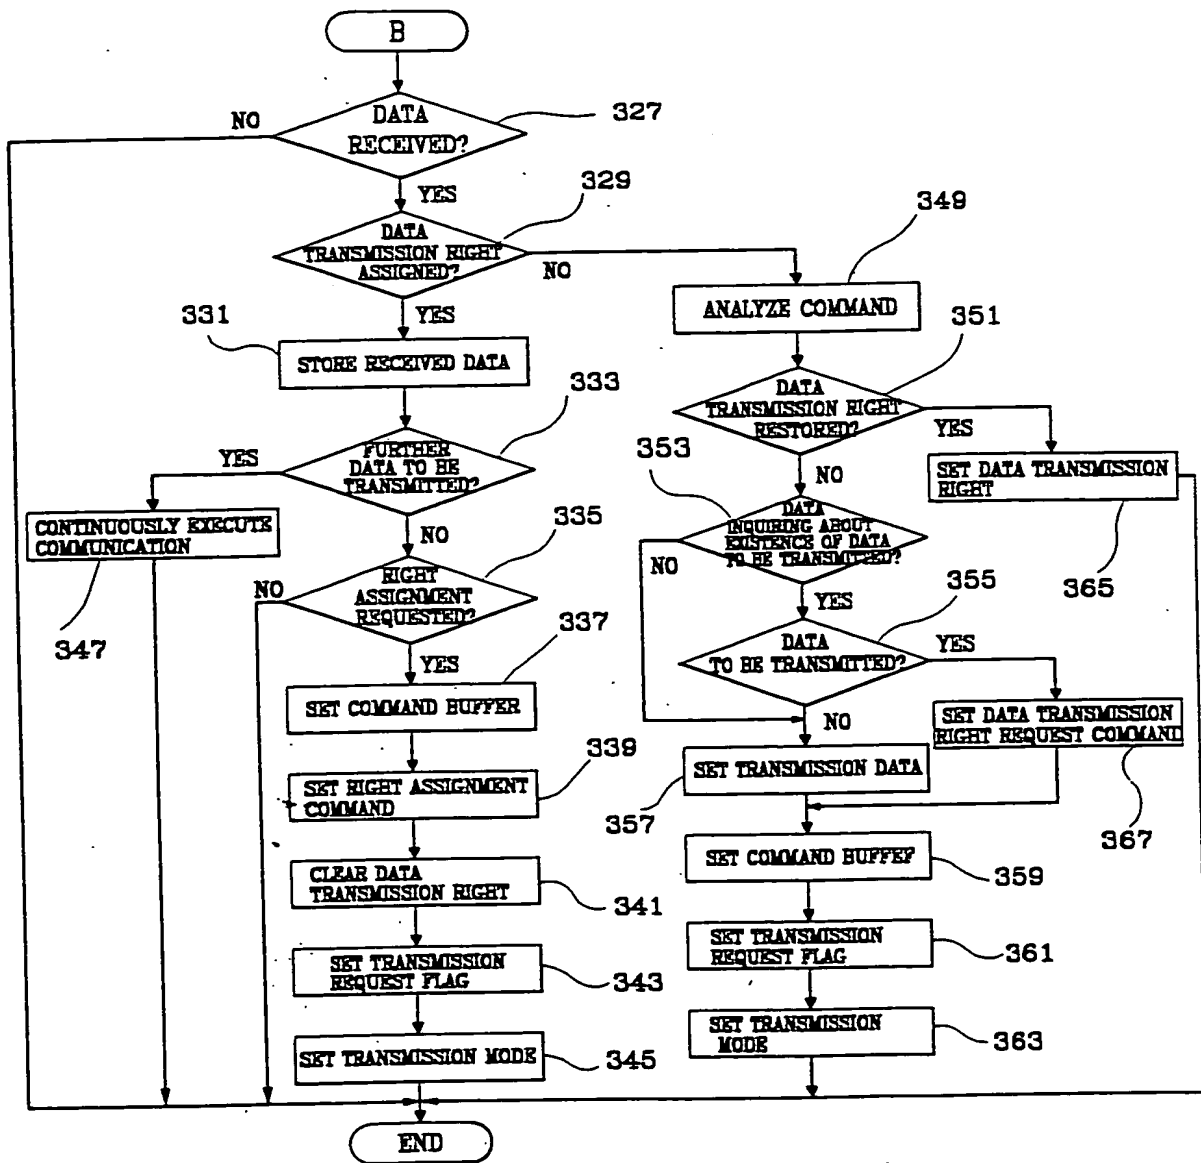 B
DATA
RECEIVED?
327
NO
YES
329
DATA
TRANSMISSION RIGHT
ASSIGNED?
NO
YES
349
ANALYZE COMMAND
331
STORE RECEIVED DATA
351
DATA
TRANSMISSION RIGHT
RESTORED?
YES
NO
333
FURTHER
DATA TO BE
TRANSMITTED?
YES
NO
353
SET DATA TRANSMISSION
RIGHT
365
CONTINUOUSLY EXECUTE
COMMUNICATION
347
335
RIGHT
ASSIGNMENT
REQUESTED?
NO
YES
DATA
INQUIRING ABOUT
EXISTENCE OF DATA
TO BE TRANSMITTED?
NO
YES
355
DATA
TO BE TRANSMITTED?
YES
NO
337
SET COMMAND BUFFER
SET DATA TRANSMISSION
RIGHT REQUEST COMMAND
367
339
SET RIGHT ASSIGNMENT
COMMAND
SET TRANSMISSION DATA
357
SET COMMAND BUFFEF
359
CLEAR DATA
TRANSMISSION RIGHT
341
SET TRANSMISSION
REQUEST FLAG
361
SET TRANSMISSION
REQUEST FLAG
343
SET TRANSMISSION
MODE
363
SET TRANSMISSION MODE
345
END